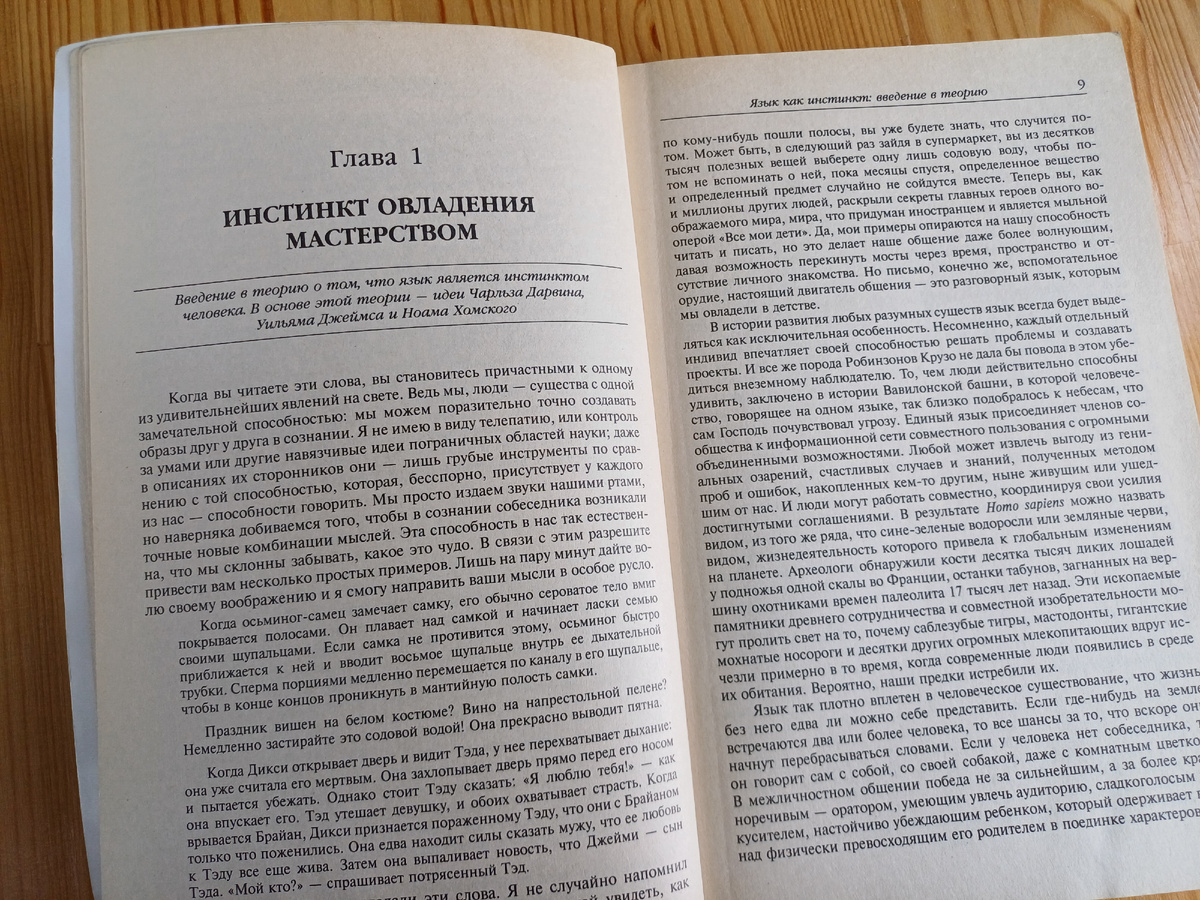 Глава 1
ИНСТИНКТ ОВЛАДЕНИЯ
МАСТЕРСТВОМ
Введение в теорию о том, что язык является инстинктом
человека. В основе этой теории — идеи Чарльза Дарвина,
Уильяма Джеймса и Ноама Хомского
Когда вы читаете эти слова, вы становитесь причастными к одному
из удивительнейших явлений на свете. Ведь мы, люди — существа с одной
замечательной способностью: мы можем поразительно точно создавать
образы друг у друга в сознании. Я не имею в виду телепатию, или контроль
за умами или другие навязчивые идеи пограничных областей науки; даже
в описаниях их сторонников они — лишь грубые инструменты по срав-
нению с той способностью, которая, бесспорно, присутствует у каждого
из нас — способности говорить. Мы просто издаем звуки нашими ртами,
но наверняка добиваемся того, чтобы в сознании собеседника возникали
точные новые комбинации мыслей. Эта способность в нас так естествен-
на, что мы склонны забывать, какое это чудо. В связи с этим разрешите
привести вам несколько простых примеров. Лишь на пару минут дайте во-
лю своему воображению и я смогу направить ваши мысли в особое русло.
Когда осьминог-самец замечает самку, его обычно сероватое тело вмиг
покрывается полосами. Он плавает над самкой и начинает ласки семью
своими щупальцами. Если самка не противится этому, осьминог быстро
приближается к ней и вводит восьмое щупальце внутрь ее дыхательной
трубки. Сперма порциями медленно перемещается по каналу в его щупальце,
чтобы в конце концов проникнуть в мантийную полость самки.
Праздник вишен на белом костюме? Вино на напрестольной пелене?
Немедленно застирайте это содовой водой! Она прекрасно выводит пятна.
Когда Дикси открывает дверь и видит Тэда, у нее перехватывает дыхание:
она уже считала его мертвым. Она захлопывает дверь прямо перед его носом
и пытается убежать. Однако стоит Тэду сказать: «Я люблю тебя!» — как
она впускает его. Тэд утешает девушку, и обоих охватывает страсть. Когда
врывается Брайан, Дикси признается пораженному Тэду, что они с Брайаном
только что поженились. Она едва находит силы сказать мужу, что ее любовь
к Тэду все еще жива. Затем она выпаливает новость, что Джейми — сын
Тэда. «Мой кто?» — спрашивает потрясенный Тэд.
эти слова. Я не случайно напомнил
увидеть, как
Язык как инстинкт: введение в теорию 9
по кому-нибудь пошли полосы, вы уже будете знать, что случится по-
том. Может быть, в следующий раз зайдя в супермаркет, вы из десятков
тысяч полезных вещей выберете одну лишь содовую воду, чтобы по-
том не вспоминать о ней, пока месяцы спустя, определенное вещество
и определенный предмет случайно не сойдутся вместе. Теперь вы, как
и миллионы других людей, раскрыли секреты главных героев одного во-
ображаемого мира, мира, что придуман иностранцем и является мыльной
оперой «Все мои дети». Да, мои примеры опираются на нашу способность
читать и писать, но это делает наше общение даже более волнующим,
давая возможность перекинуть мосты через время, пространство и от-
сутствие личного знакомства. Но письмо, конечно же, вспомогательное
орудие, настоящий двигатель общения — это разговорный язык, которым
мы овладели в детстве.
В истории развития любых разумных существ язык всегда будет выде-
ляться как исключительная особенность. Несомненно, каждый отдельный
индивид впечатляет своей способностью решать проблемы и создавать
проекты. И все же порода Робинзонов Крузо не дала бы повода в этом убе-
диться внеземному наблюдателю. То, чем люди действительно способны
удивить, заключено в истории Вавилонской башни, в которой человече-
ство, говорящее на одном языке, так близко подобралось к небесам, что
сам Господь почувствовал угрозу. Единый язык присоединяет членов со-
общества к информационной сети совместного пользования с огромными
объединенными возможностями. Любой может извлечь выгоду из гени-
альных озарений, счастливых случаев и знаний, полученных методом
проб и ошибок, накопленных кем-то другим, ныне живущим или ушед-
шим от нас. И люди могут работать совместно, координируя свои усилия
достигнутыми соглашениями. В результате Homo sapiens можно назвать
видом, из того же ряда, что сине-зеленые водоросли или земляные черви,
видом, жизнедеятельность которого привела к глобальным изменениям
на планете. Археологи обнаружили кости десятка тысяч диких лошадей
у подножья одной скалы во Франции, останки табунов, загнанных на вер-
шину охотниками времен палеолита 17 тысяч лет назад. Эти ископаемые
памятники древнего сотрудничества и совместной изобретательности мо-
гут пролить свет на то, почему саблезубые тигры, мастодонты, гигантские
мохнатые носороги и десятки других огромных млекопитающих вдруг ис-
чезли примерно в то время, когда современные люди появились в среде
их обитания. Вероятно, наши предки истребили их.
Язык так плотно вплетен в человеческое существование, что жизнь
без него едва ли можно себе представить. Если где-нибудь на земле
встречаются два или более человека, то все шансы за то, что вскоре они
начнут перебрасываться словами. Если у человека нет собеседника, то
он говорит сам с собой, со своей собакой, даже с комнатным цветко
В межличностном общении победа не за сильнейшим, а за более кра
норечивым — оратором, умеющим увлечь аудиторию, сладкоголосым
кусителем, настойчиво убеждающим ребенком, который одерживает
над физически превосходящим его родителем в поединке характеров